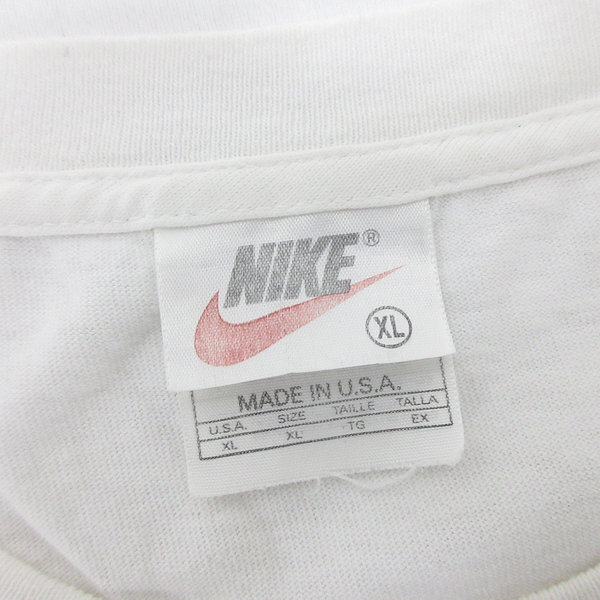 NIKE®
XL
MADE IN U.S.A.
U.S.A. SIZE TAILLE TALLA
XL XL TG EX